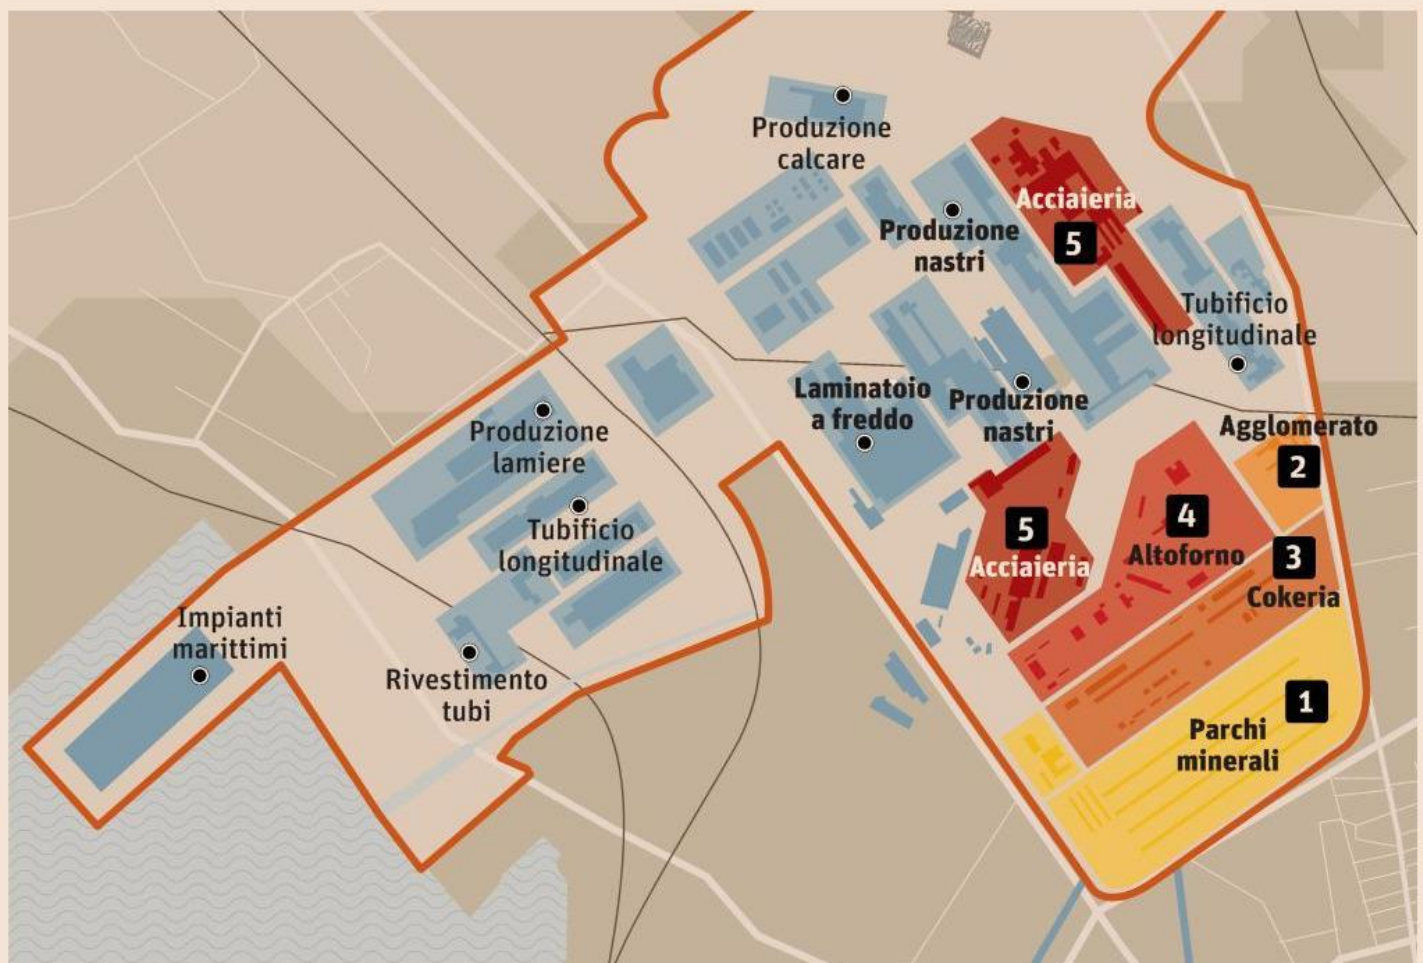 Produzione
calcare
Acciaieria
5
Produzione
nastri
Tubificio
longitudinale
Laminatoio
a freddo
Produzione
nastri
Agglomerato
2
Produzione
lamiere
Tubificio
longitudinale
5
Acciaieria
4
Altoforno
3
Cokeria
Impianti
marittimi
Rivestimento
tubi
1
Parchi
minerali